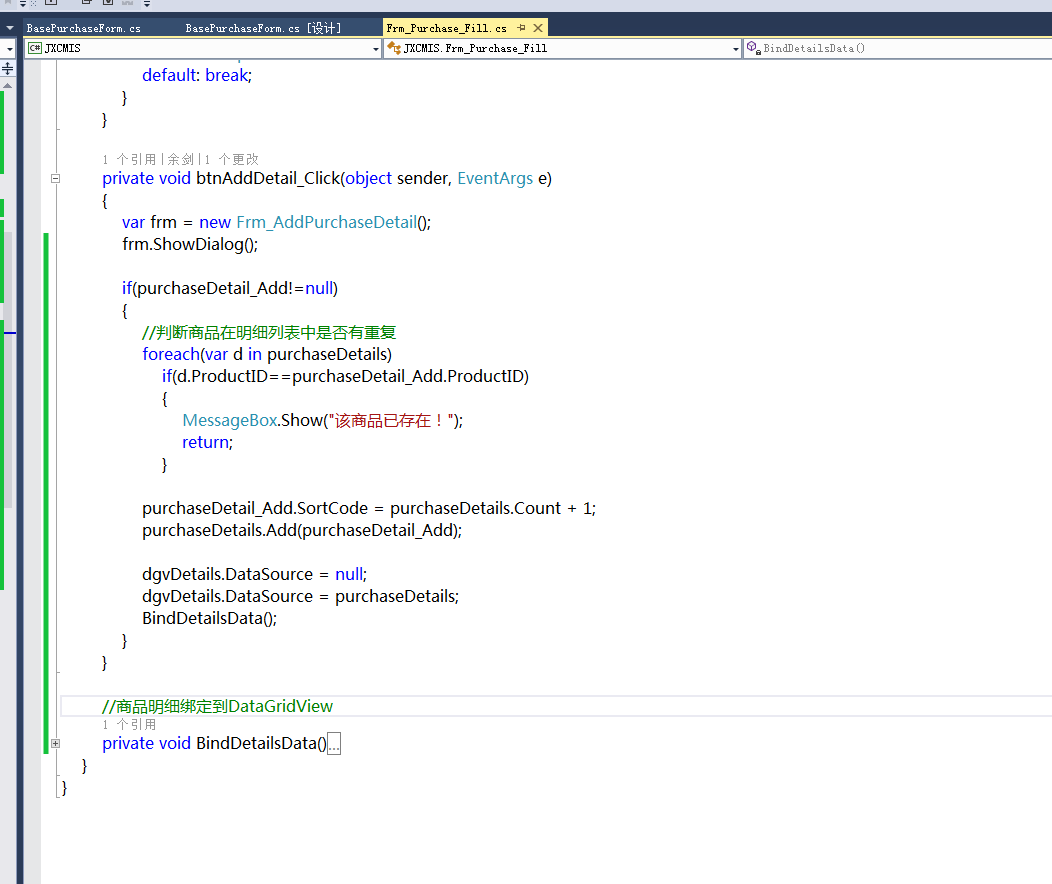 BasePurchaseForm.cs BasePurchaseForm.cs [设计] Frm_Purchase_Fill.cs
C# JXCMIS JXCMIS.Frm_Purchase_Fill BindDetailsData()
default: break;
}
}
1 个引用|余剑|1 个更改
private void btnAddDetail_Click(object sender, EventArgs e)
{
var frm = new Frm_AddPurchaseDetail();
frm.ShowDialog();
if(purchaseDetail_Add!=null)
{
//判断商品在明细列表中是否有重复
foreach(var d in purchaseDetails)
if(d.ProductID==purchaseDetail_Add.ProductID)
{
MessageBox.Show("该商品已存在！");
return;
}
purchaseDetail_Add.SortCode = purchaseDetails.Count + 1;
purchaseDetails.Add(purchaseDetail_Add);
dgvDetails.DataSource = null;
dgvDetails.DataSource = purchaseDetails;
BindDetailsData();
}
}
//商品明细绑定到DataGridView
1 个引用
private void BindDetailsData()...
}
}